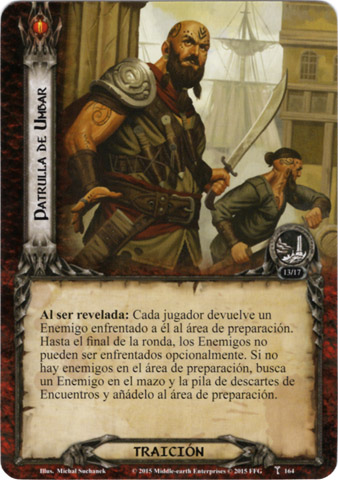 PATRULLA DE UMBAR
13/17
Al ser revelada: Cada jugador devuelve un
Enemigo enfrentado a él al área de preparación.
Hasta el final de la ronda, los Enemigos no
pueden ser enfrentados opcionalmente. Si no
hay enemigos en el área de preparación, busca
un Enemigo en el mazo y la pila de descartes de
Encuentros y añádelo al área de preparación.
TRAICIÓN
Illus. Michal Suchanek © 2015 Middle-earth Enterprises © 2015 FFG 164